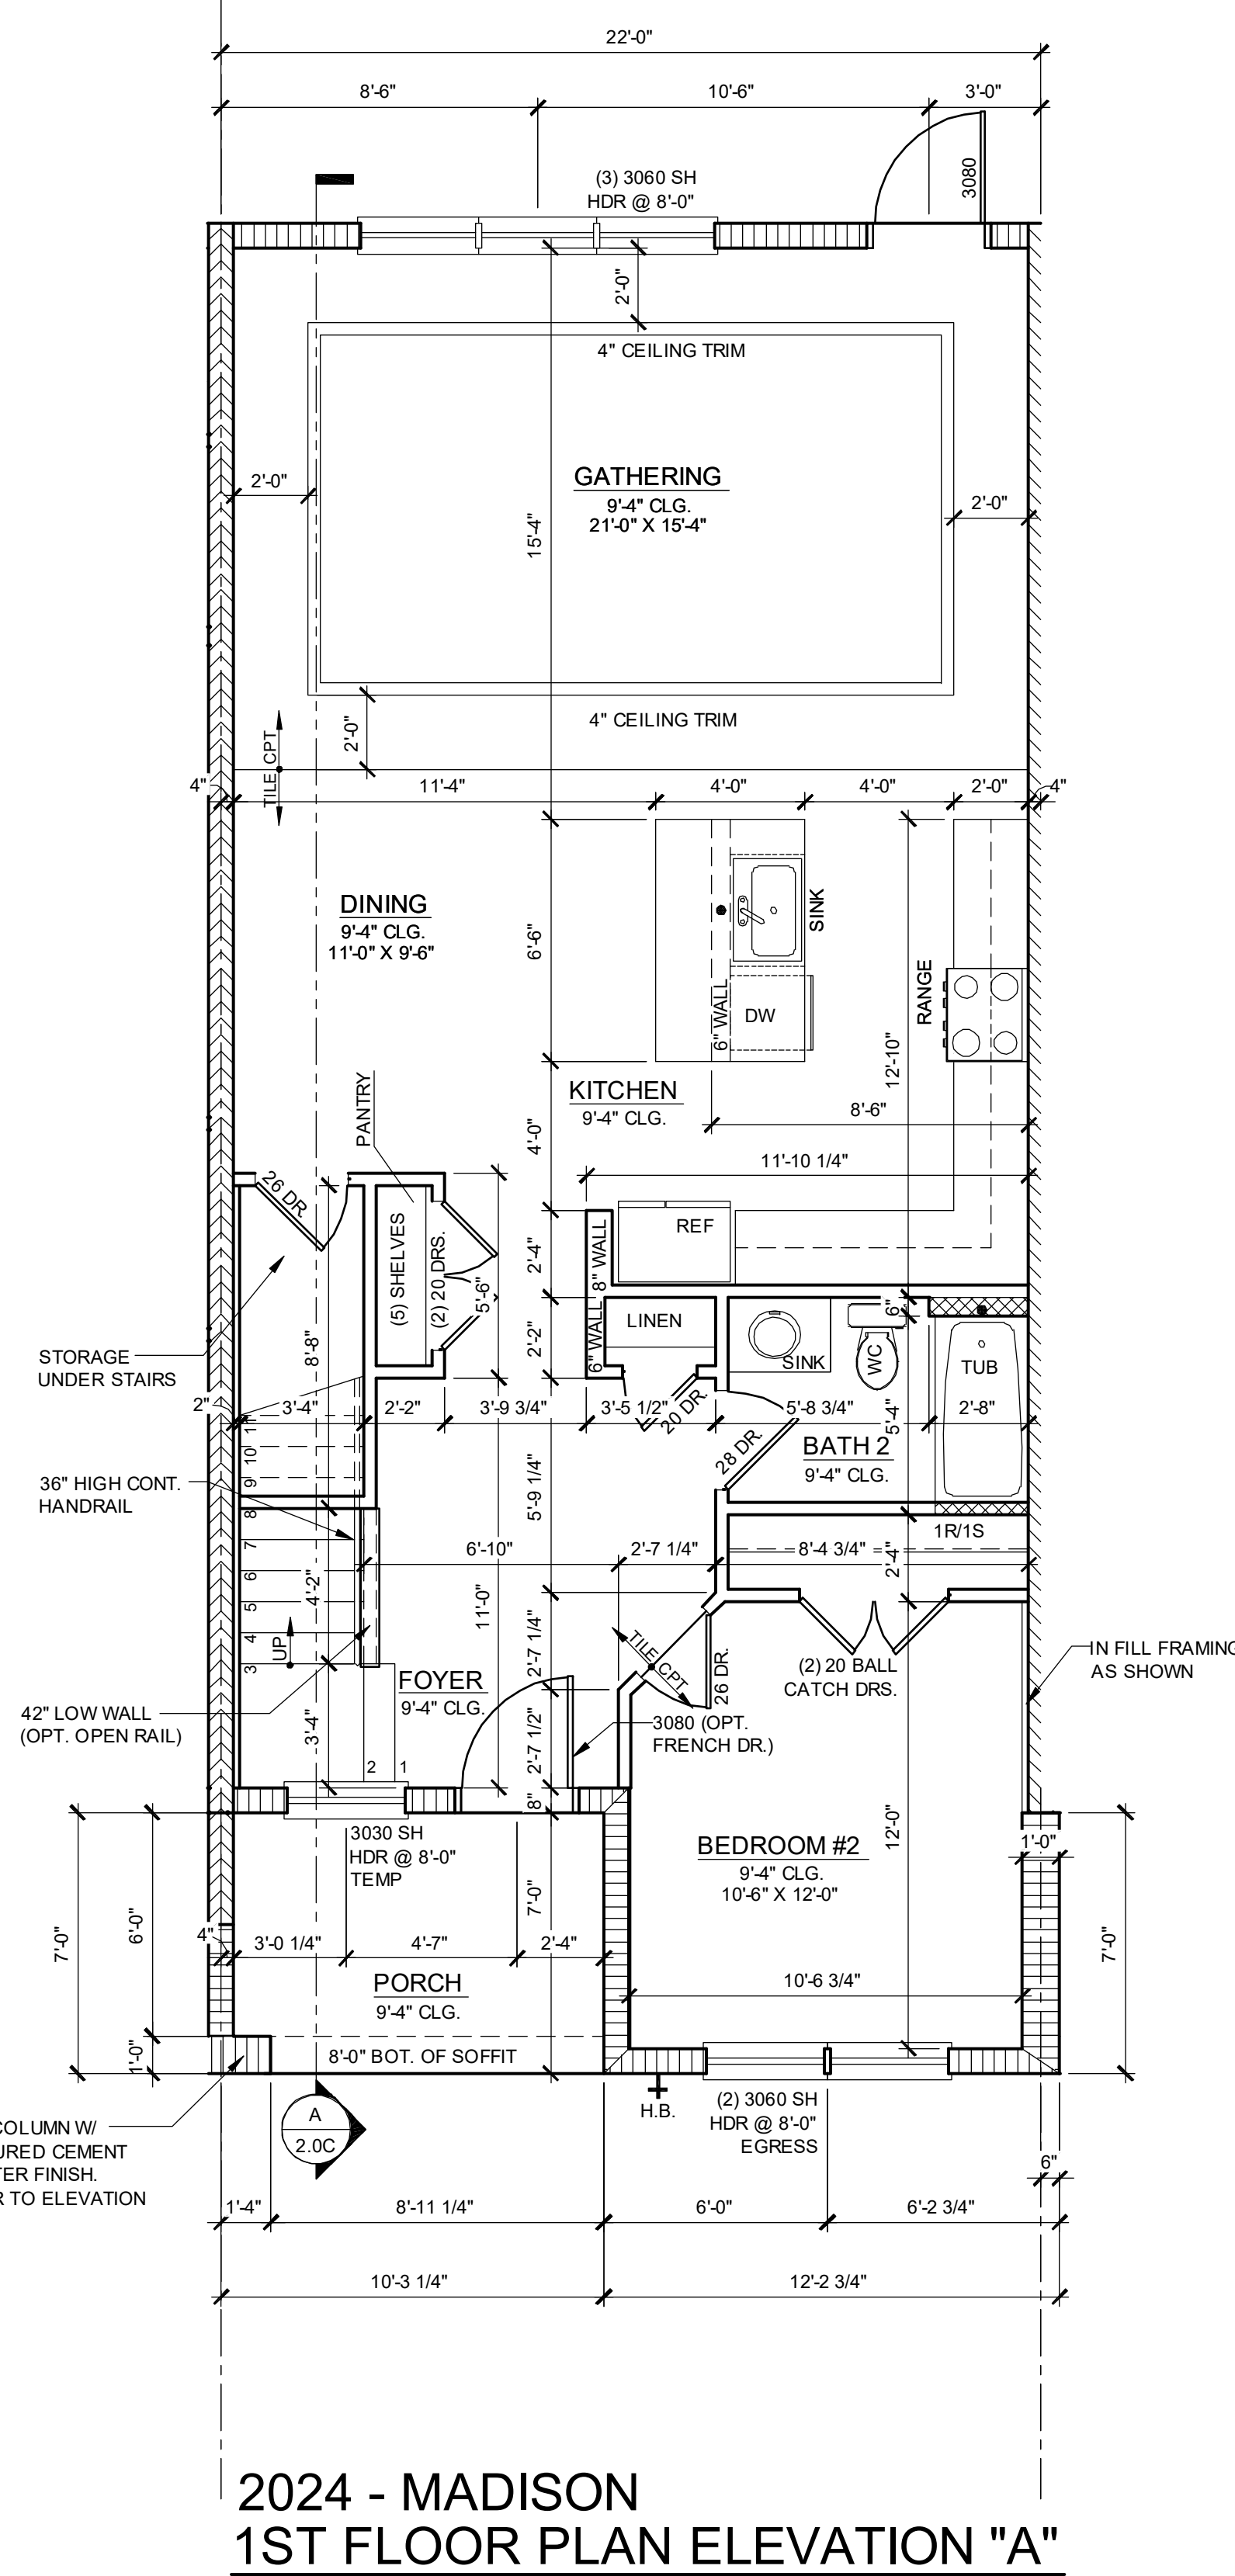 22'-0"
8'-6"
10'-6"
3'-0"
3080
(3) 3060 SH
HDR @ 8'-0"
2'-0"
4" CEILING TRIM
GATHERING
9'-4" CLG.
21'-0" X 15'-4"
2'-0"
2'-0"
15'-4"
4" CEILING TRIM
2'-0"
TILE CPT
4"
11'-4"
4'-0"
4'-0"
2'-0"
4"
DINING
9'-4" CLG.
11'-0" X 9'-6"
6'-6"
SINK
RANGE
6" WALL
DW
12'-10"
KITCHEN
9'-4" CLG.
8'-6"
PANTRY
4'-0"
11'-10 1/4"
26 DR.
(5) SHELVES
(2) 20 DRS.
5'-6"
2'-4"
8" WALL
REF
8'-8"
2'-2"
6" WALL
LINEN
SINK
WC
6"
TUB
STORAGE
UNDER STAIRS
2"
3'-4"
2'-2"
3'-9 3/4"
3'-5 1/2"
20 DR.
5'-8 3/4"
5'-4"
2'-8"
28 DR.
BATH 2
9'-4" CLG.
36" HIGH CONT.
HANDRAIL
11
10
9
8
7
6
5
4
3
5'-9 1/4"
1R/1S
6'-10"
2'-7 1/4"
8'-4 3/4"
2'-4"
4'-2"
UP
11'-0"
2'-7 1/4"
TILE CPT
26 DR.
(2) 20 BALL
CATCH DRS.
IN FILL FRAMING
AS SHOWN
FOYER
9'-4" CLG.
42" LOW WALL
(OPT. OPEN RAIL)
3'-4"
2 1
2'-7 1/2"
3080 (OPT.
FRENCH DR.)
8"
3030 SH
HDR @ 8'-0"
TEMP
BEDROOM #2
9'-4" CLG.
10'-6" X 12'-0"
12'-0"
1'-0"
7'-0"
6'-0"
4"
3'-0 1/4"
4'-7"
2'-4"
7'-0"
7'-0"
PORCH
9'-4" CLG.
10'-6 3/4"
1'-0"
8'-0" BOT. OF SOFFIT
A
2.0C
H.B.
(2) 3060 SH
HDR @ 8'-0"
EGRESS
COLUMN W/
URED CEMENT
TER FINISH.
R TO ELEVATION
6"
1'-4"
8'-11 1/4"
6'-0"
6'-2 3/4"
10'-3 1/4"
12'-2 3/4"
2024 - MADISON
1ST FLOOR PLAN ELEVATION "A"